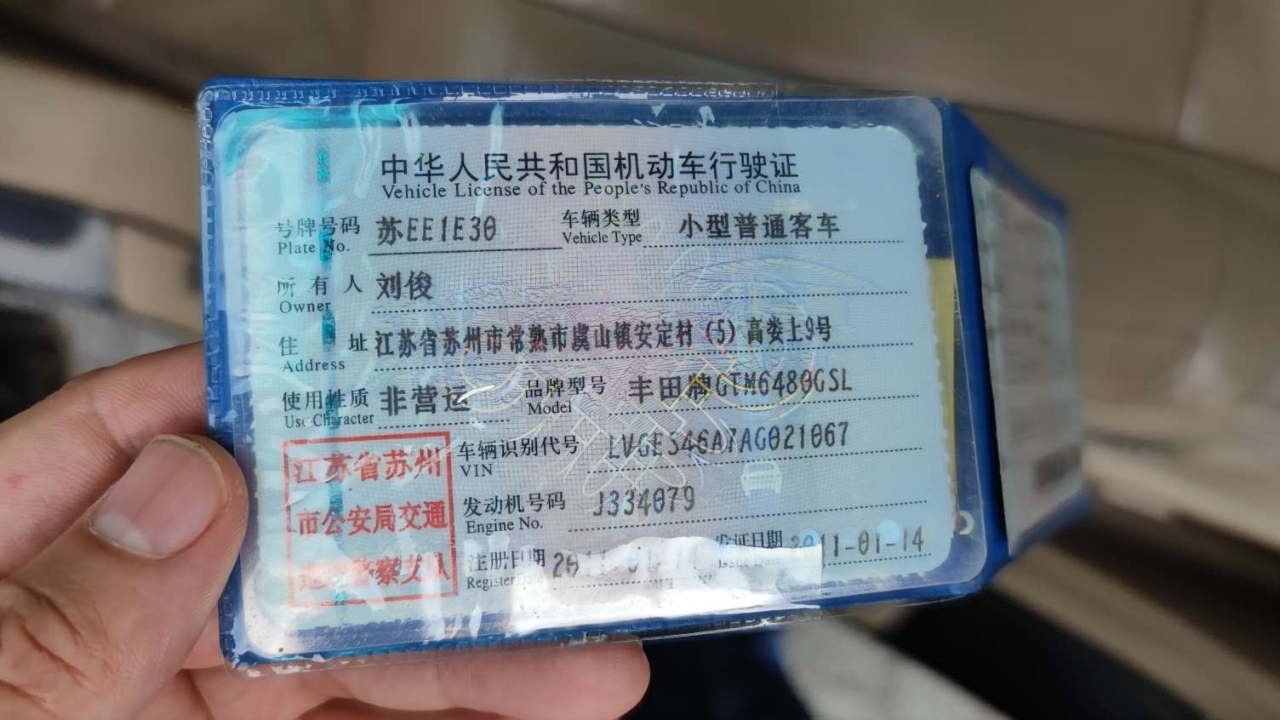 中华人民共和国机动车行驶证
Vehicle License of the People's Republic of China
号牌号码 苏EE1E30 车辆类型 小型普通客车
Plate No. Vehicle Type
所有人 刘俊
Owner
住址 江苏省苏州市常熟市虞山镇安定村(5)高娄上9号
Address
使用性质 非营运 品牌型号 丰田牌GTM6480GSL
Use Character Model
江苏省苏州
市公安局交通
警察支队
车辆识别代号 LVGES46A7AG021067
VIN
发动机号码 J334079
Engine No.
注册日期 发证日期 2011-01-14
Register